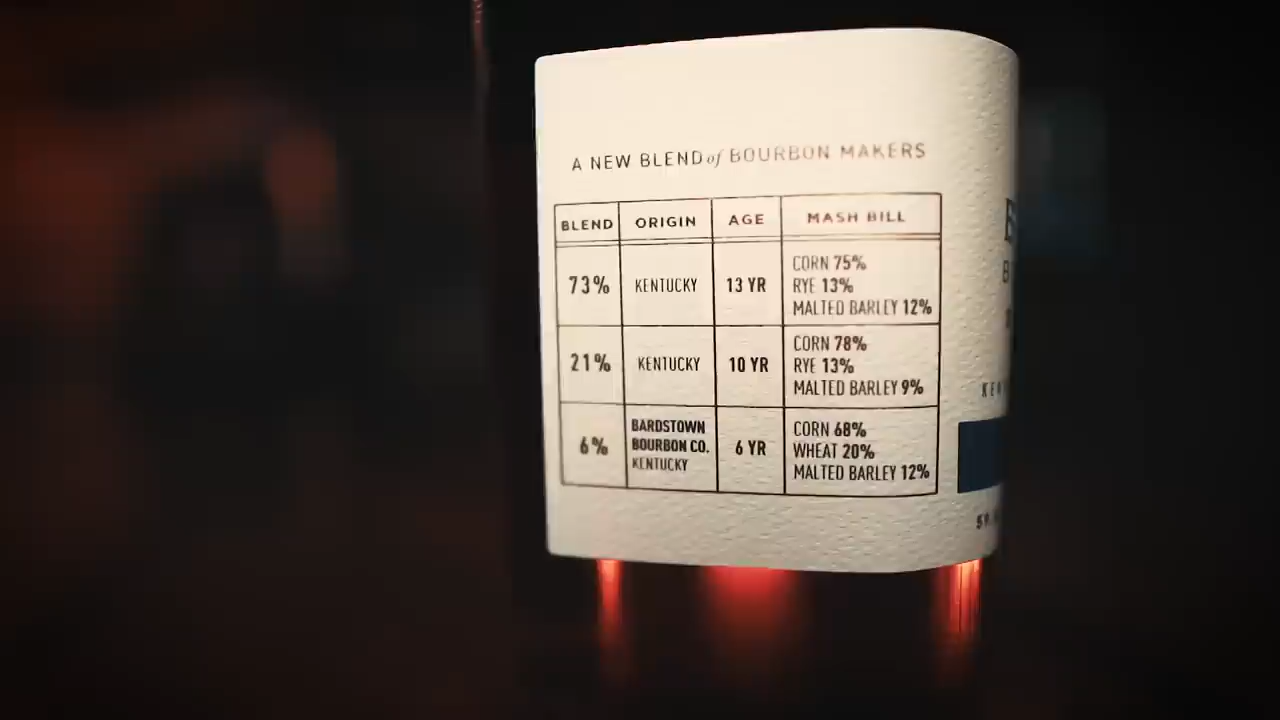 A NEW BLEND of BOURBON MAKERS
BLEND ORIGIN AGE MASH BILL
73% KENTUCKY 13 YR CORN 75%
RYE 13%
MALTED BARLEY 12%
21% KENTUCKY 10 YR CORN 78%
RYE 13%
MALTED BARLEY 9%
6% BARDSTOWN BOURBON CO. KENTUCKY 6 YR CORN 68%
WHEAT 20%
MALTED BARLEY 12%